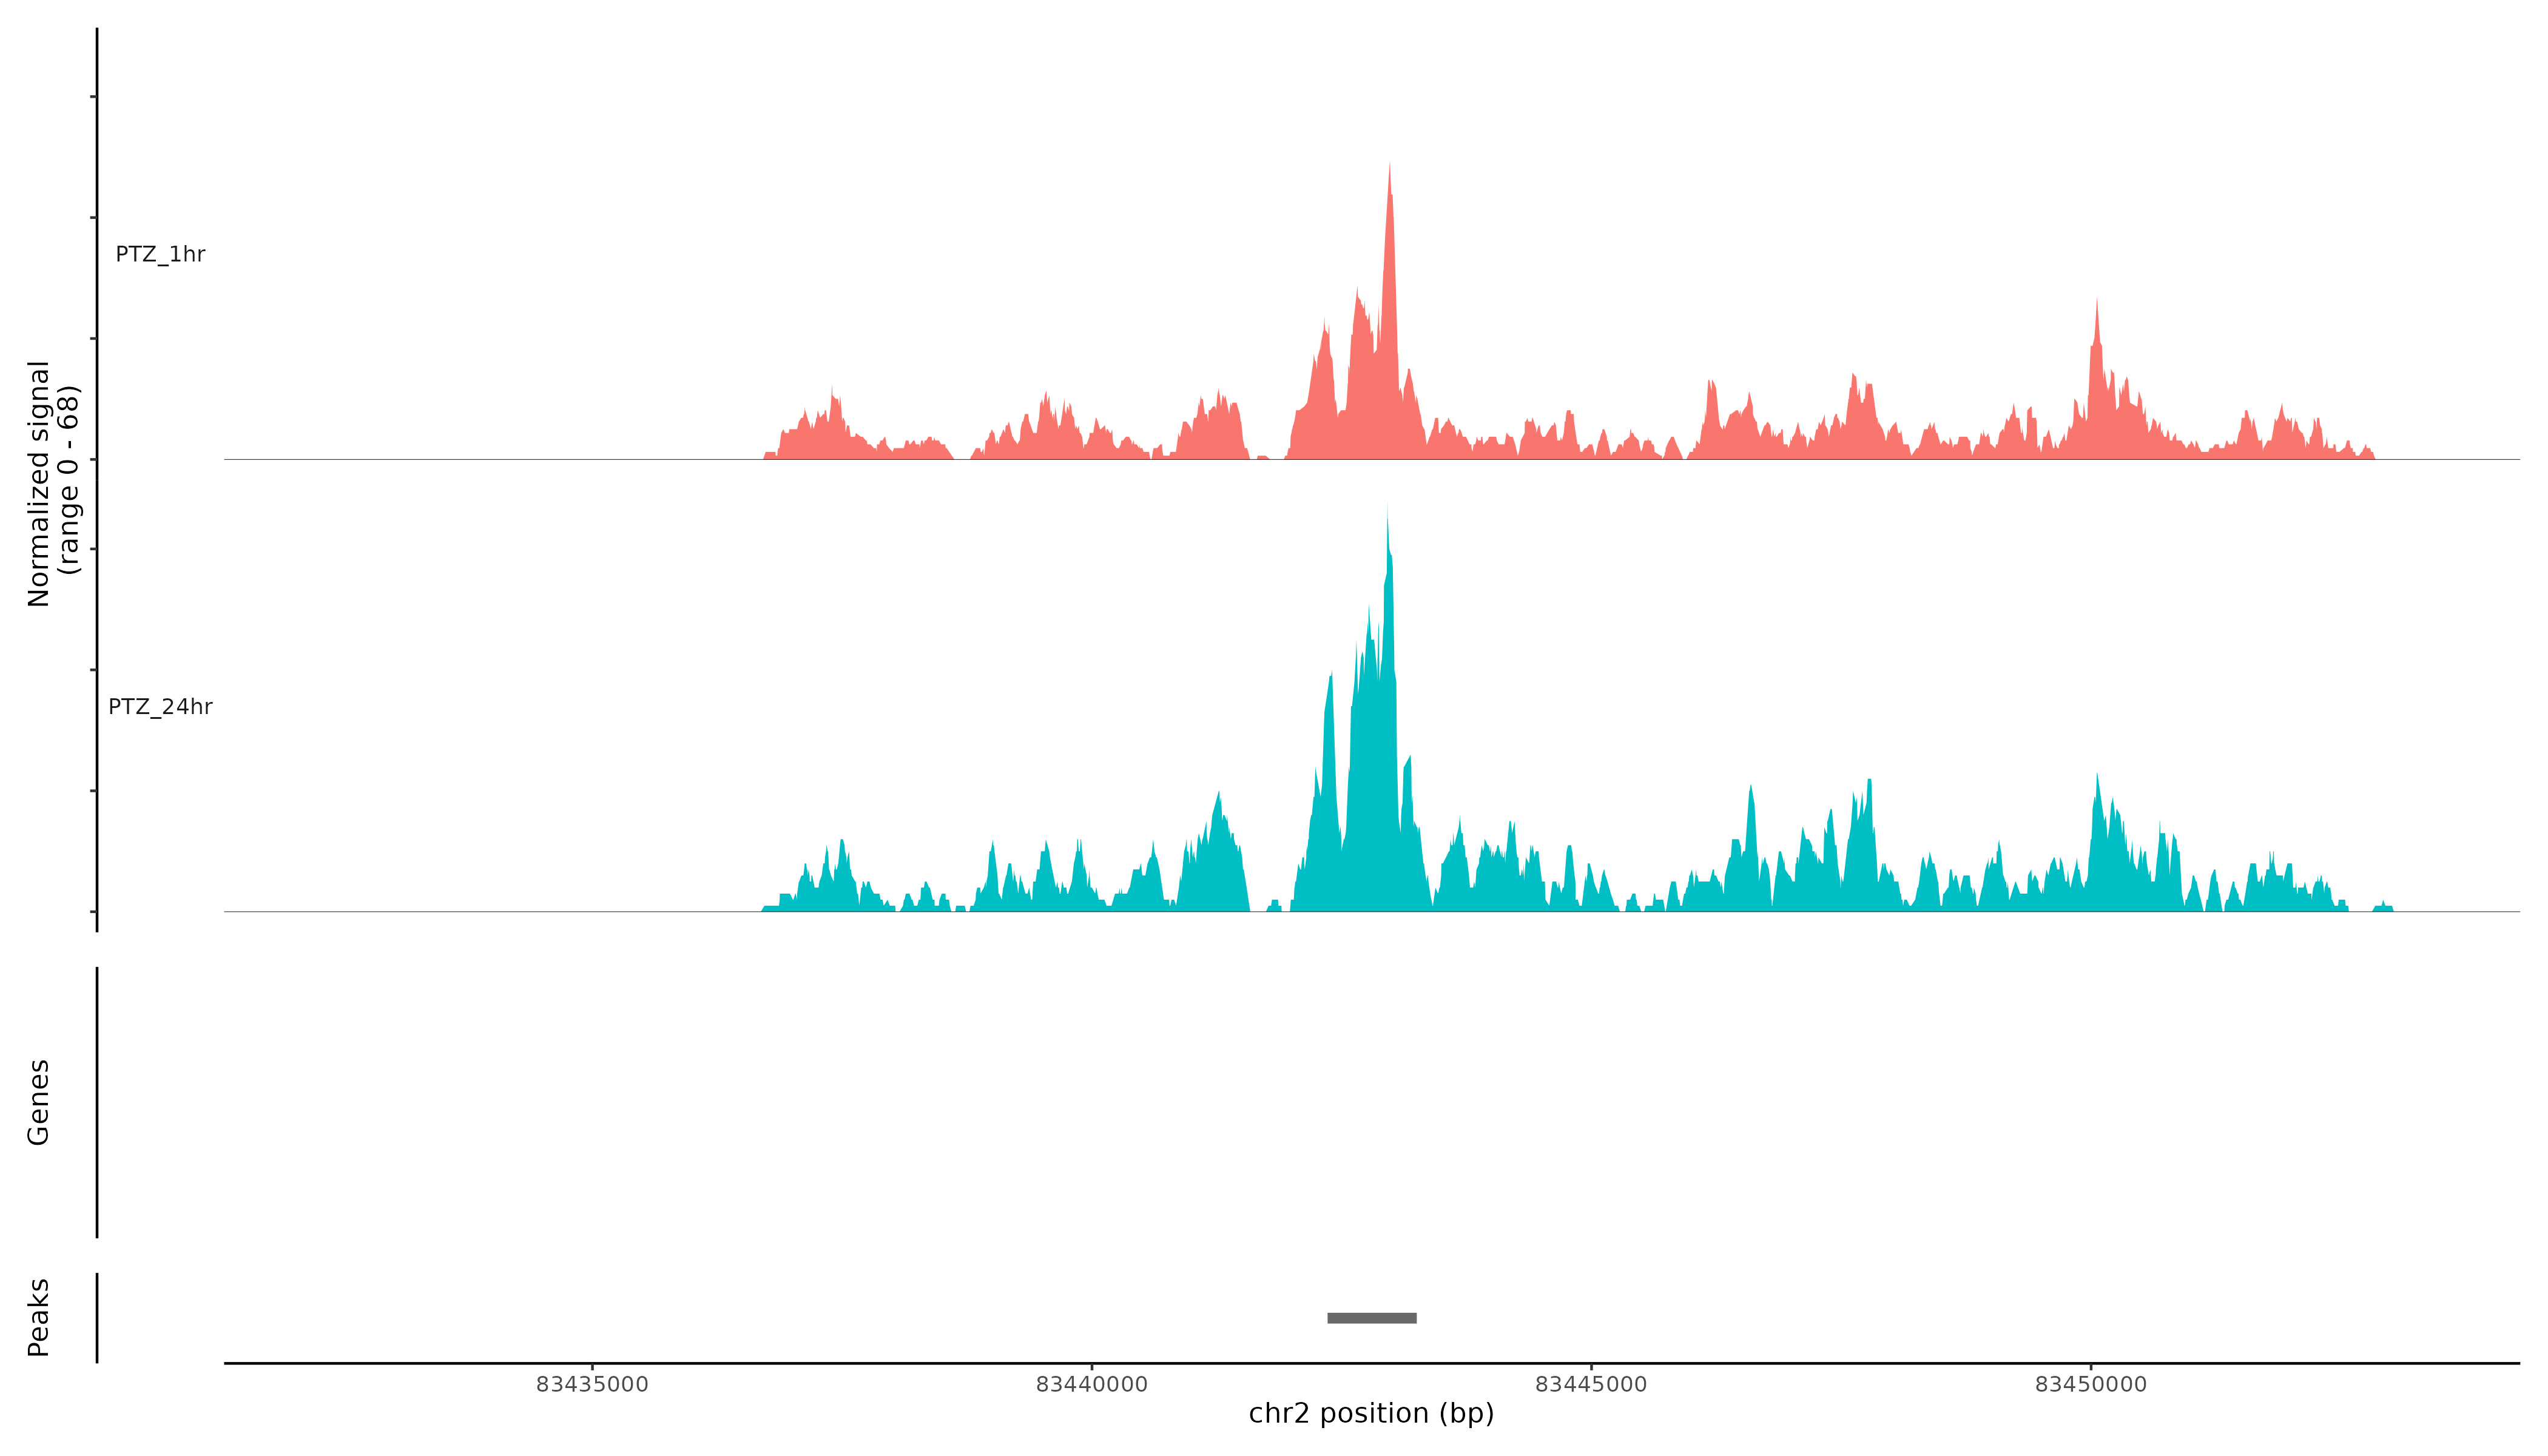 PTZ_1hr
Normalized signal
(range 0 - 68)
PTZ_24hr
Genes
Peaks
83435000 83440000 83445000 83450000
chr2 position (bp)